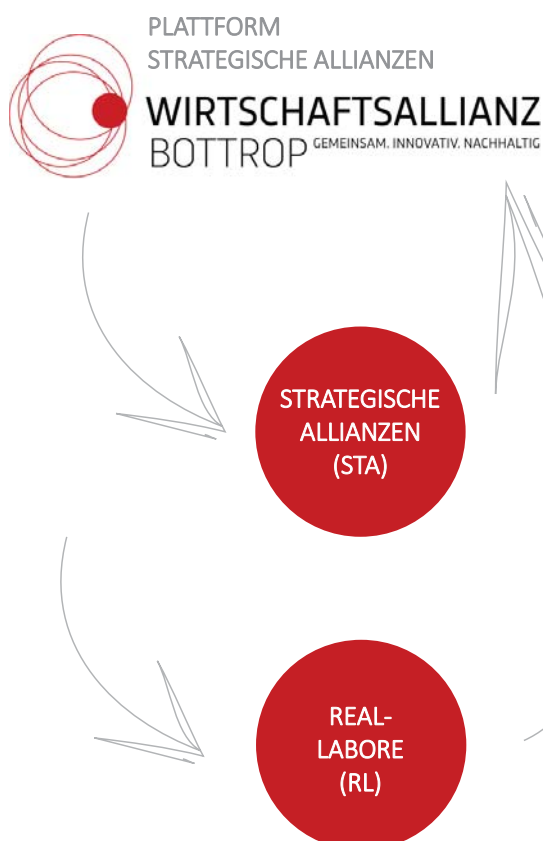 PLATTFORM
STRATEGISCHE ALLIANZEN
WIRTSCHAFTSALLIANZ
BOTTROP GEMEINSAM. INNOVATIV. NACHHALTIG
STRATEGISCHE
ALLIANZEN
(STA)
REAL-
LABORE
(RL)